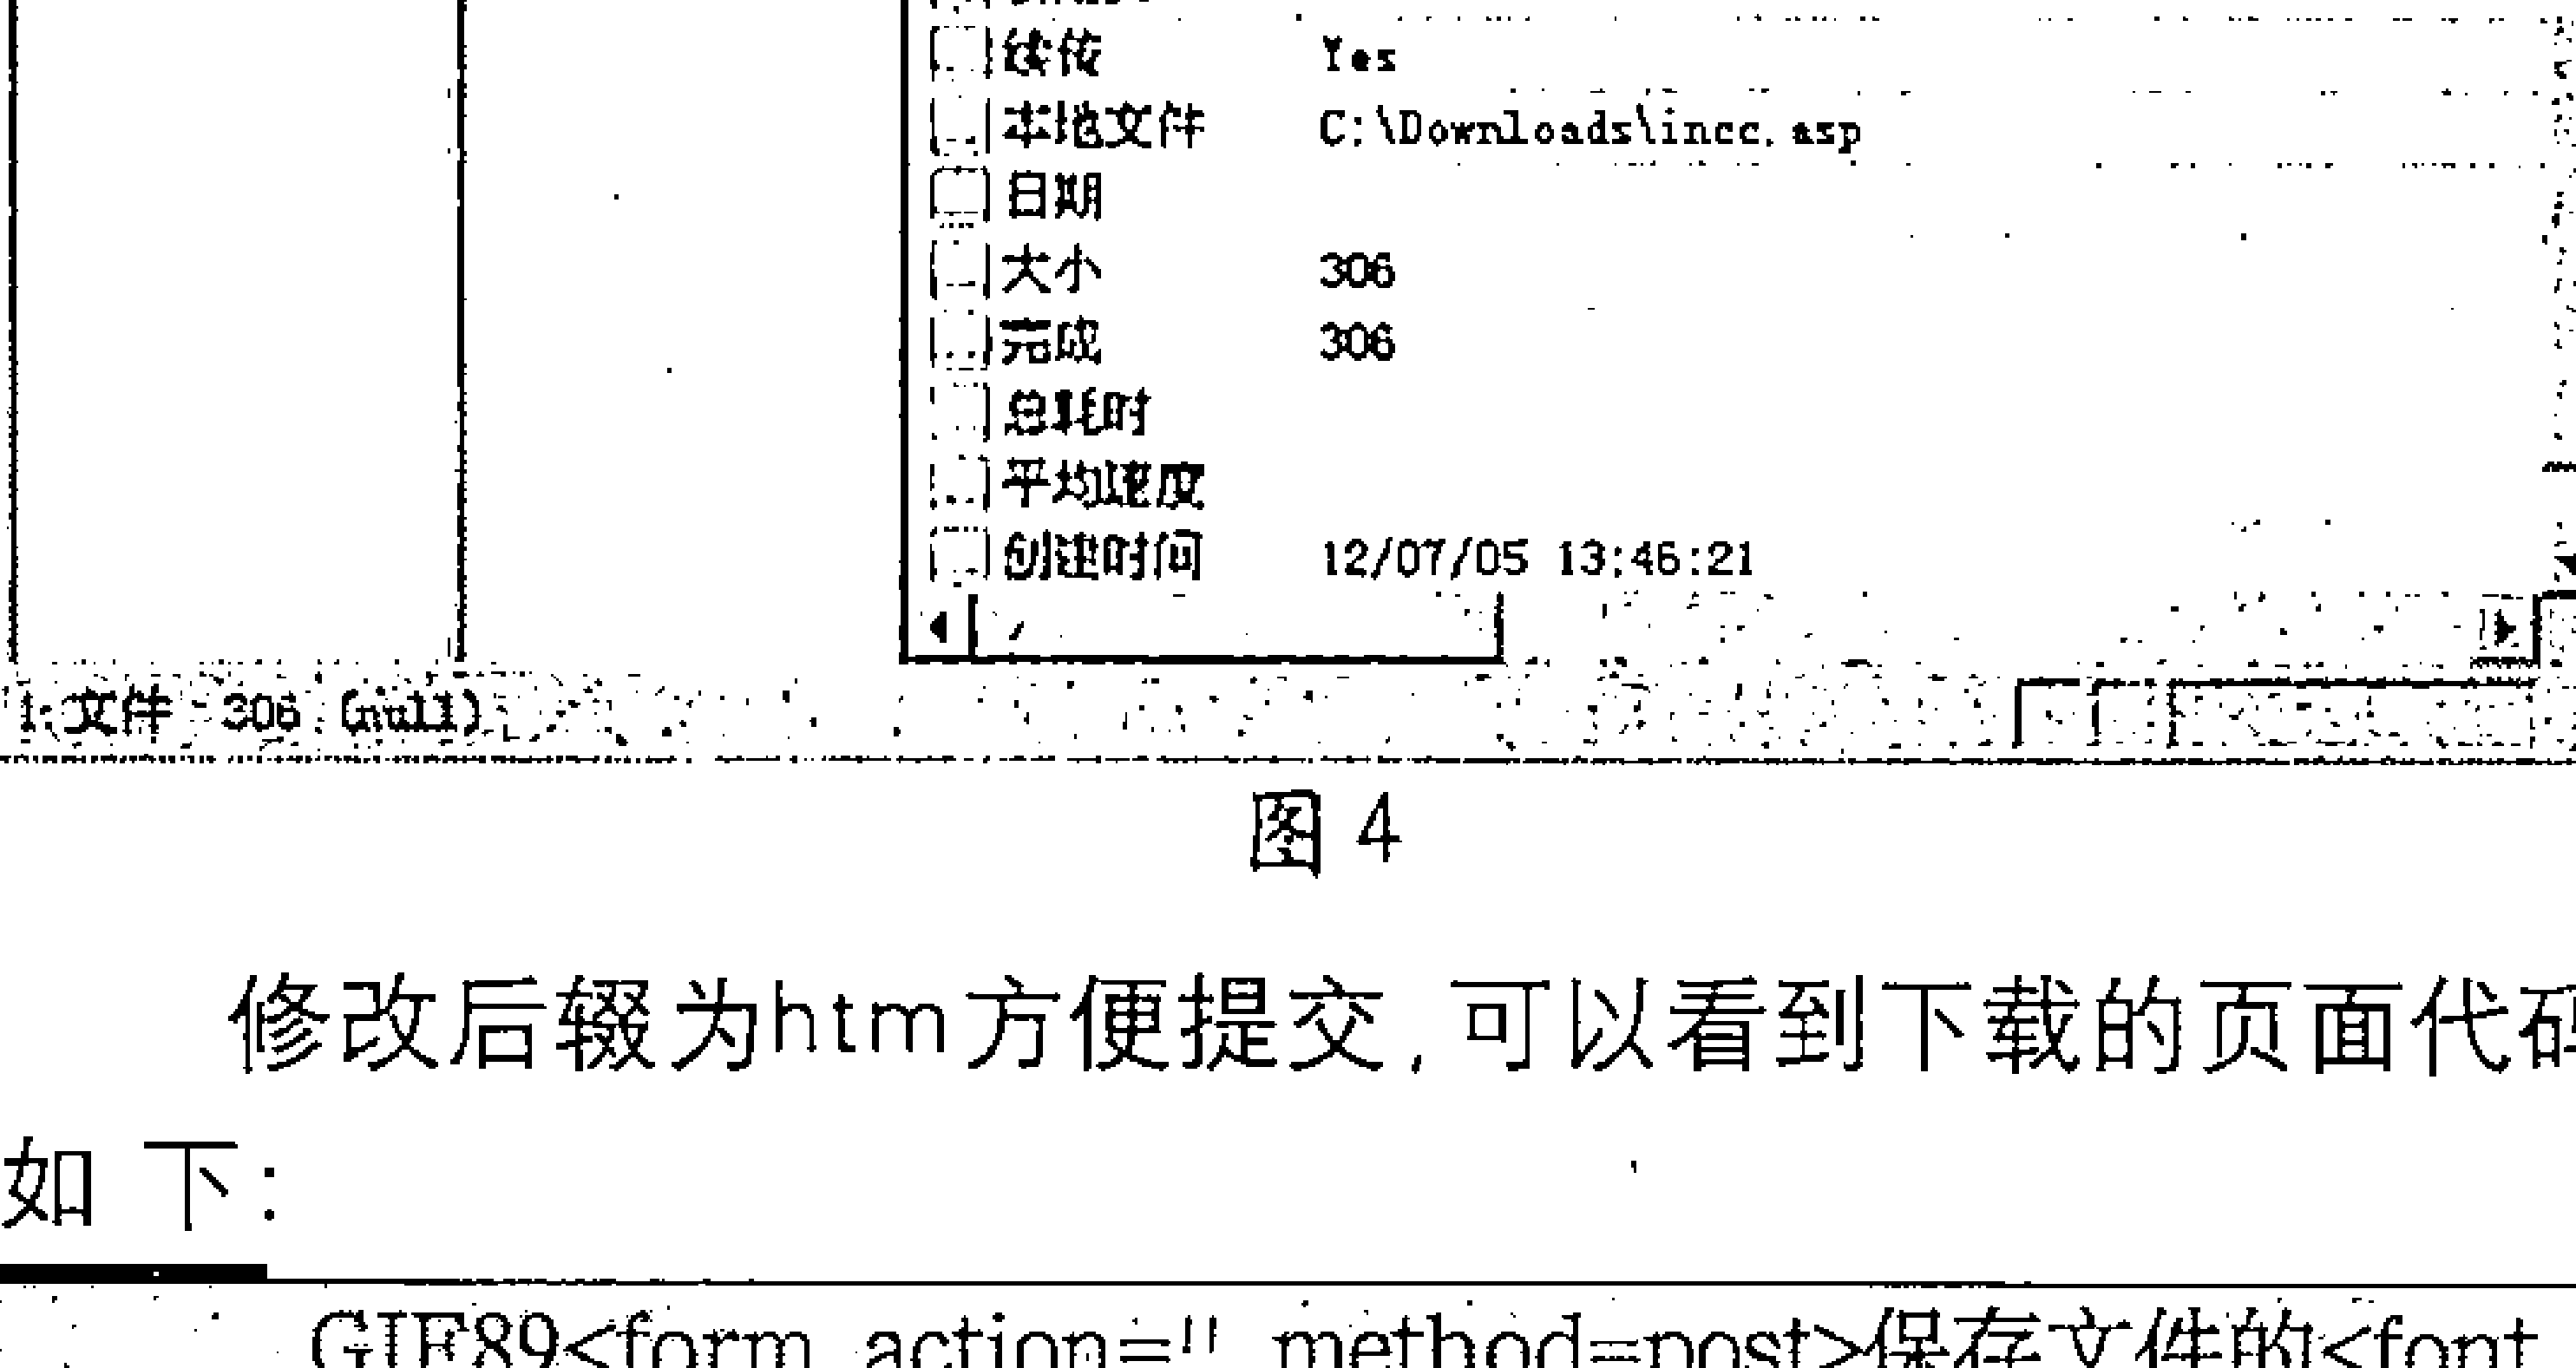 续传 Yes
本地文件 C:\Downloads\incc.asp
日期
大小 306
完成 306
总耗时
平均速度
创建时间 12/07/05 13:46:21
1 文件 306 (null)
图 4
修改后辍为htm方便提交,可以看到下载的页面代码
如 下:
GIF89<form action='' method=post>保存文件的<font